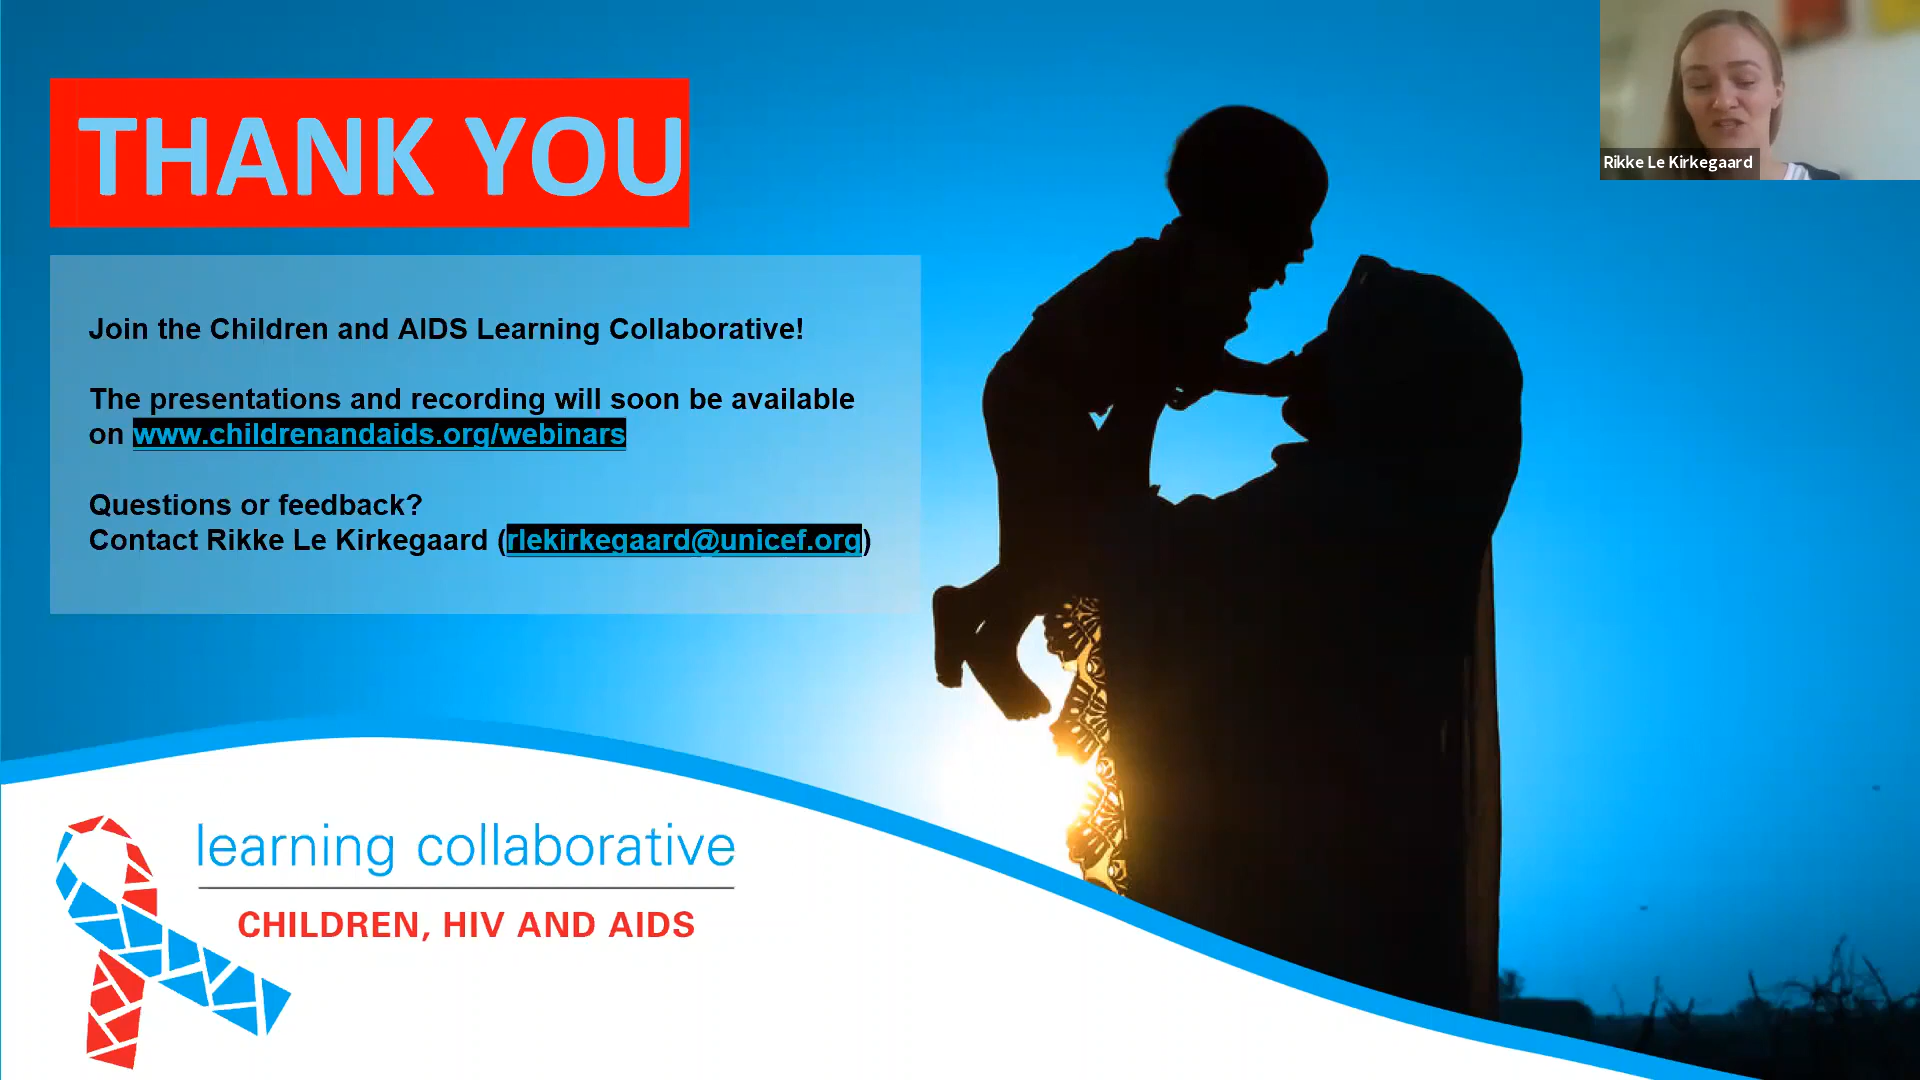 THANK YOU
Rikke Le Kirkegaard
Join the Children and AIDS Learning Collaborative!
The presentations and recording will soon be available
on www.childrenandaids.org/webinars
Questions or feedback?
Contact Rikke Le Kirkegaard (rlekirkegaard@unicef.org)
learning collaborative
CHILDREN, HIV AND AIDS